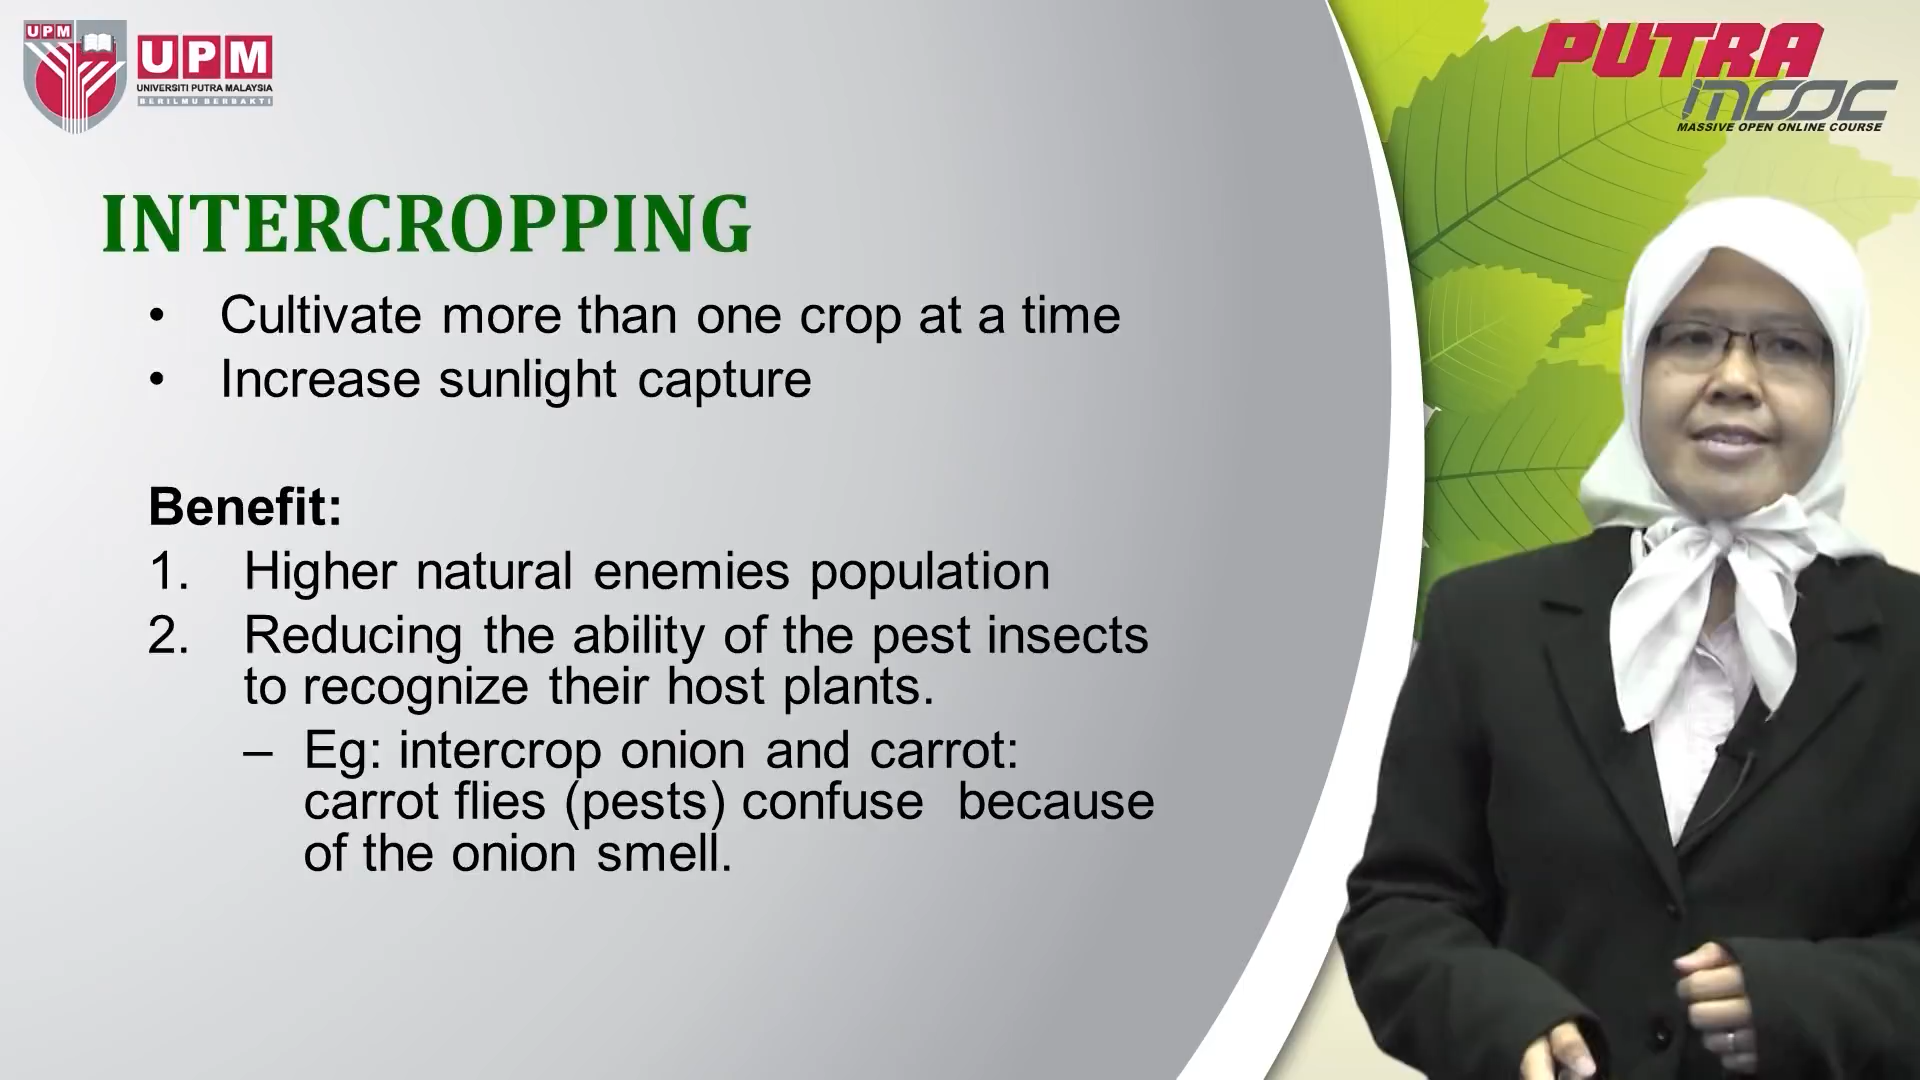 UPM
UPM
UNIVERSITI PUTRA MALAYSIA
BERILMU BERBAKTI
PUTRA
mooc
MASSIVE OPEN ONLINE COURSE
INTERCROPPING
• Cultivate more than one crop at a time
• Increase sunlight capture
Benefit:
1. Higher natural enemies population
2. Reducing the ability of the pest insects
to recognize their host plants.
– Eg: intercrop onion and carrot:
carrot flies (pests) confuse because
of the onion smell.